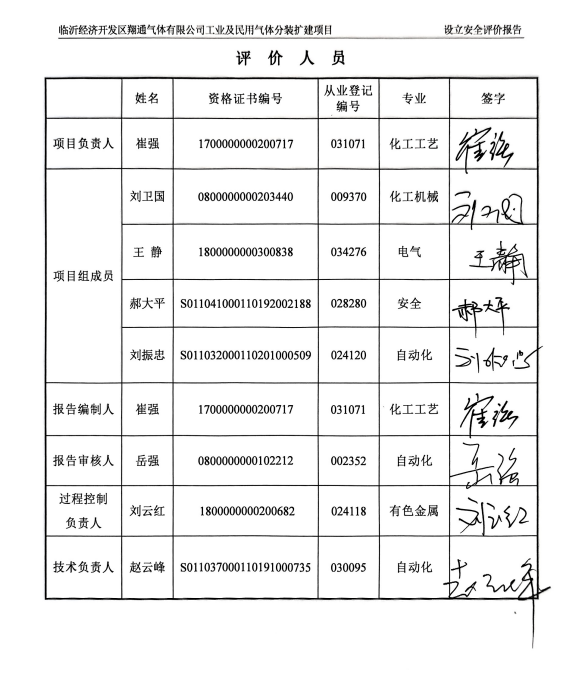 临沂经济开发区翔通气体有限公司工业及民用气体分装扩建项目 设立安全评价报告
评价人员
姓名 资格证书编号 从业登记编号 专业 签字
项目负责人 崔强 1700000000200717 031071 化工工艺 崔强
项目组成员 刘卫国 0800000000203440 009370 化工机械 刘卫国
王静 1800000000300838 034276 电气 王静
郝大平 S011041000110192002188 028280 安全 郝大平
刘振忠 S011032000110201000509 024120 自动化 刘振忠
报告编制人 崔强 1700000000200717 031071 化工工艺 崔强
报告审核人 岳强 0800000000102212 002352 自动化 岳强
过程控制负责人 刘云红 1800000000200682 024118 有色金属 刘云红
技术负责人 赵云峰 S011037000110191000735 030095 自动化 赵云峰